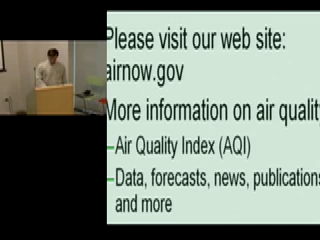 Please visit our web site:
airnow.gov
More information on air quality
–Air Quality Index (AQI)
–Data, forecasts, news, publications
and more